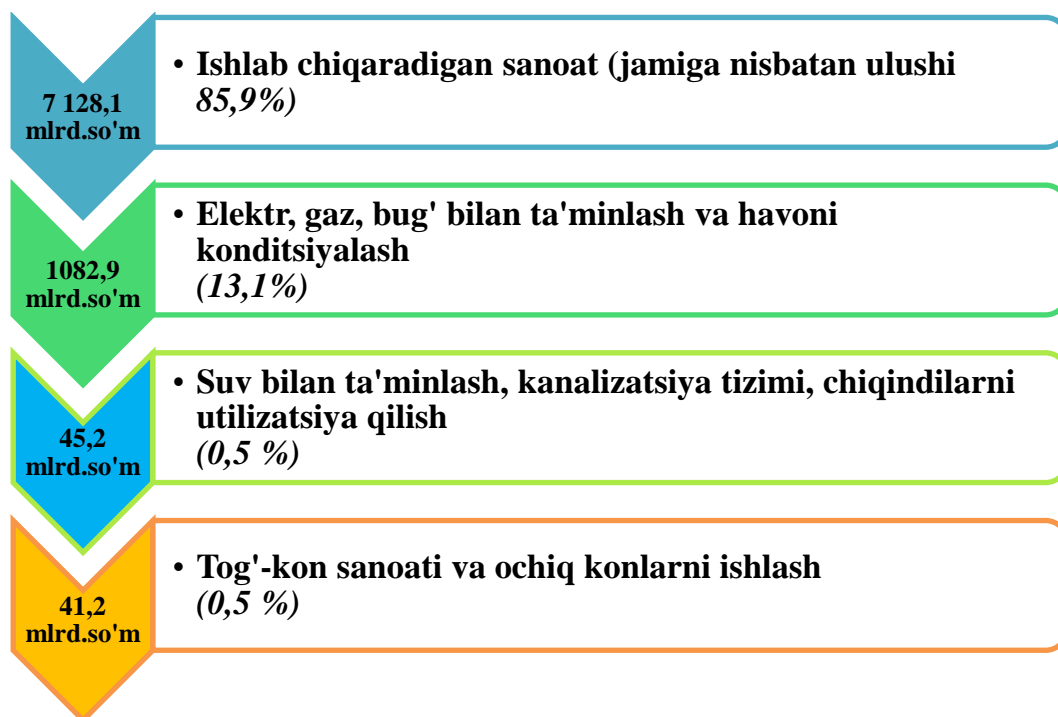 7 128,1
mlrd.so'm
• Ishlab chiqaradigan sanoat (jamiga nisbatan ulushi
85,9%)
1082,9
mlrd.so'm
• Elektr, gaz, bug' bilan ta'minlash va havoni
konditsiyalash
(13,1%)
45,2
mlrd.so'm
• Suv bilan ta'minlash, kanalizatsiya tizimi, chiqindilarni
utilizatsiya qilish
(0,5 %)
41,2
mlrd.so'm
• Tog'-kon sanoati va ochiq konlarni ishlash
(0,5 %)